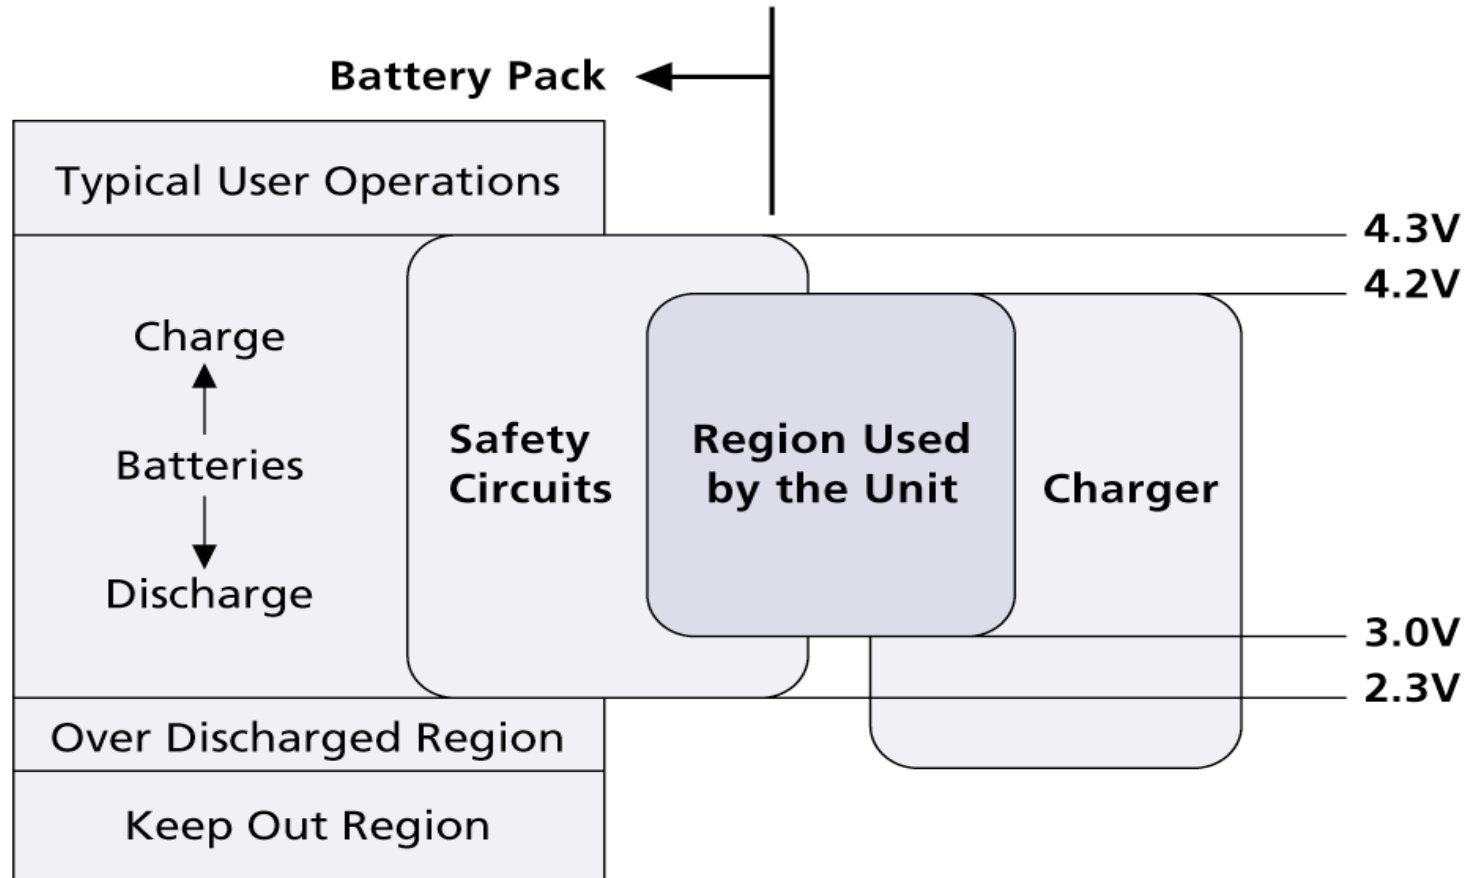 Battery Pack
Typical User Operations
4.3V
4.2V
Charge
Batteries
Discharge
Safety
Circuits
Region Used
by the Unit
Charger
3.0V
2.3V
Over Discharged Region
Keep Out Region